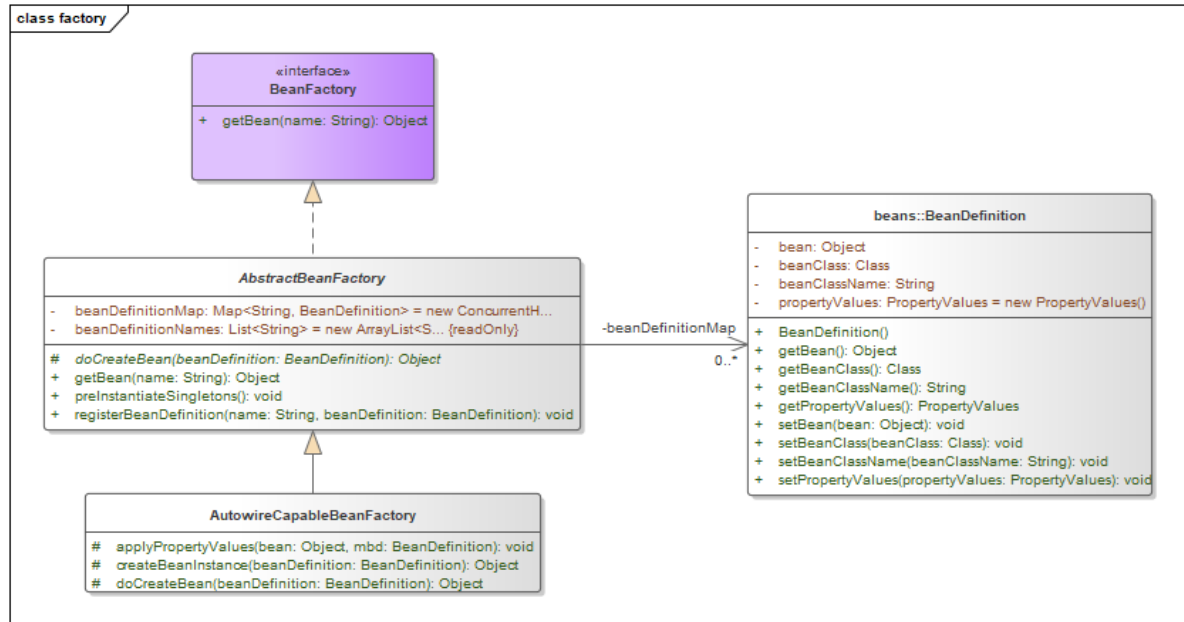 class factory
«interface»
BeanFactory
+ getBean(name: String): Object
AbstractBeanFactory
- beanDefinitionMap: Map<String, BeanDefinition> = new ConcurrentH...
- beanDefinitionNames: List<String> = new ArrayList<S... {readOnly}
# doCreateBean(beanDefinition: BeanDefinition): Object
+ getBean(name: String): Object
+ preInstantiateSingletons(): void
+ registerBeanDefinition(name: String, beanDefinition: BeanDefinition): void
-beanDefinitionMap
0..*
beans::BeanDefinition
- bean: Object
- beanClass: Class
- beanClassName: String
- propertyValues: PropertyValues = new PropertyValues()
+ BeanDefinition()
+ getBean(): Object
+ getBeanClass(): Class
+ getBeanClassName(): String
+ getPropertyValues(): PropertyValues
+ setBean(bean: Object): void
+ setBeanClass(beanClass: Class): void
+ setBeanClassName(beanClassName: String): void
+ setPropertyValues(propertyValues: PropertyValues): void
AutowireCapableBeanFactory
# applyPropertyValues(bean: Object, mbd: BeanDefinition): void
# createBeanInstance(beanDefinition: BeanDefinition): Object
# doCreateBean(beanDefinition: BeanDefinition): Object